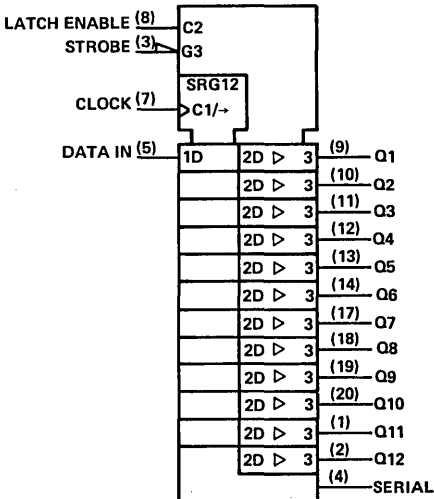 LATCH ENABLE (8) C2
STROBE (3) G3
SRG12
CLOCK (7) C1/→
DATA IN (5) 1D 2D ▷ 3 (9) Q1
2D ▷ 3 (10) Q2
2D ▷ 3 (11) Q3
2D ▷ 3 (12) Q4
2D ▷ 3 (13) Q5
2D ▷ 3 (14) Q6
2D ▷ 3 (17) Q7
2D ▷ 3 (18) Q8
2D ▷ 3 (19) Q9
2D ▷ 3 (20) Q10
2D ▷ 3 (1) Q11
2D ▷ 3 (2) Q12
(4) SERIAL